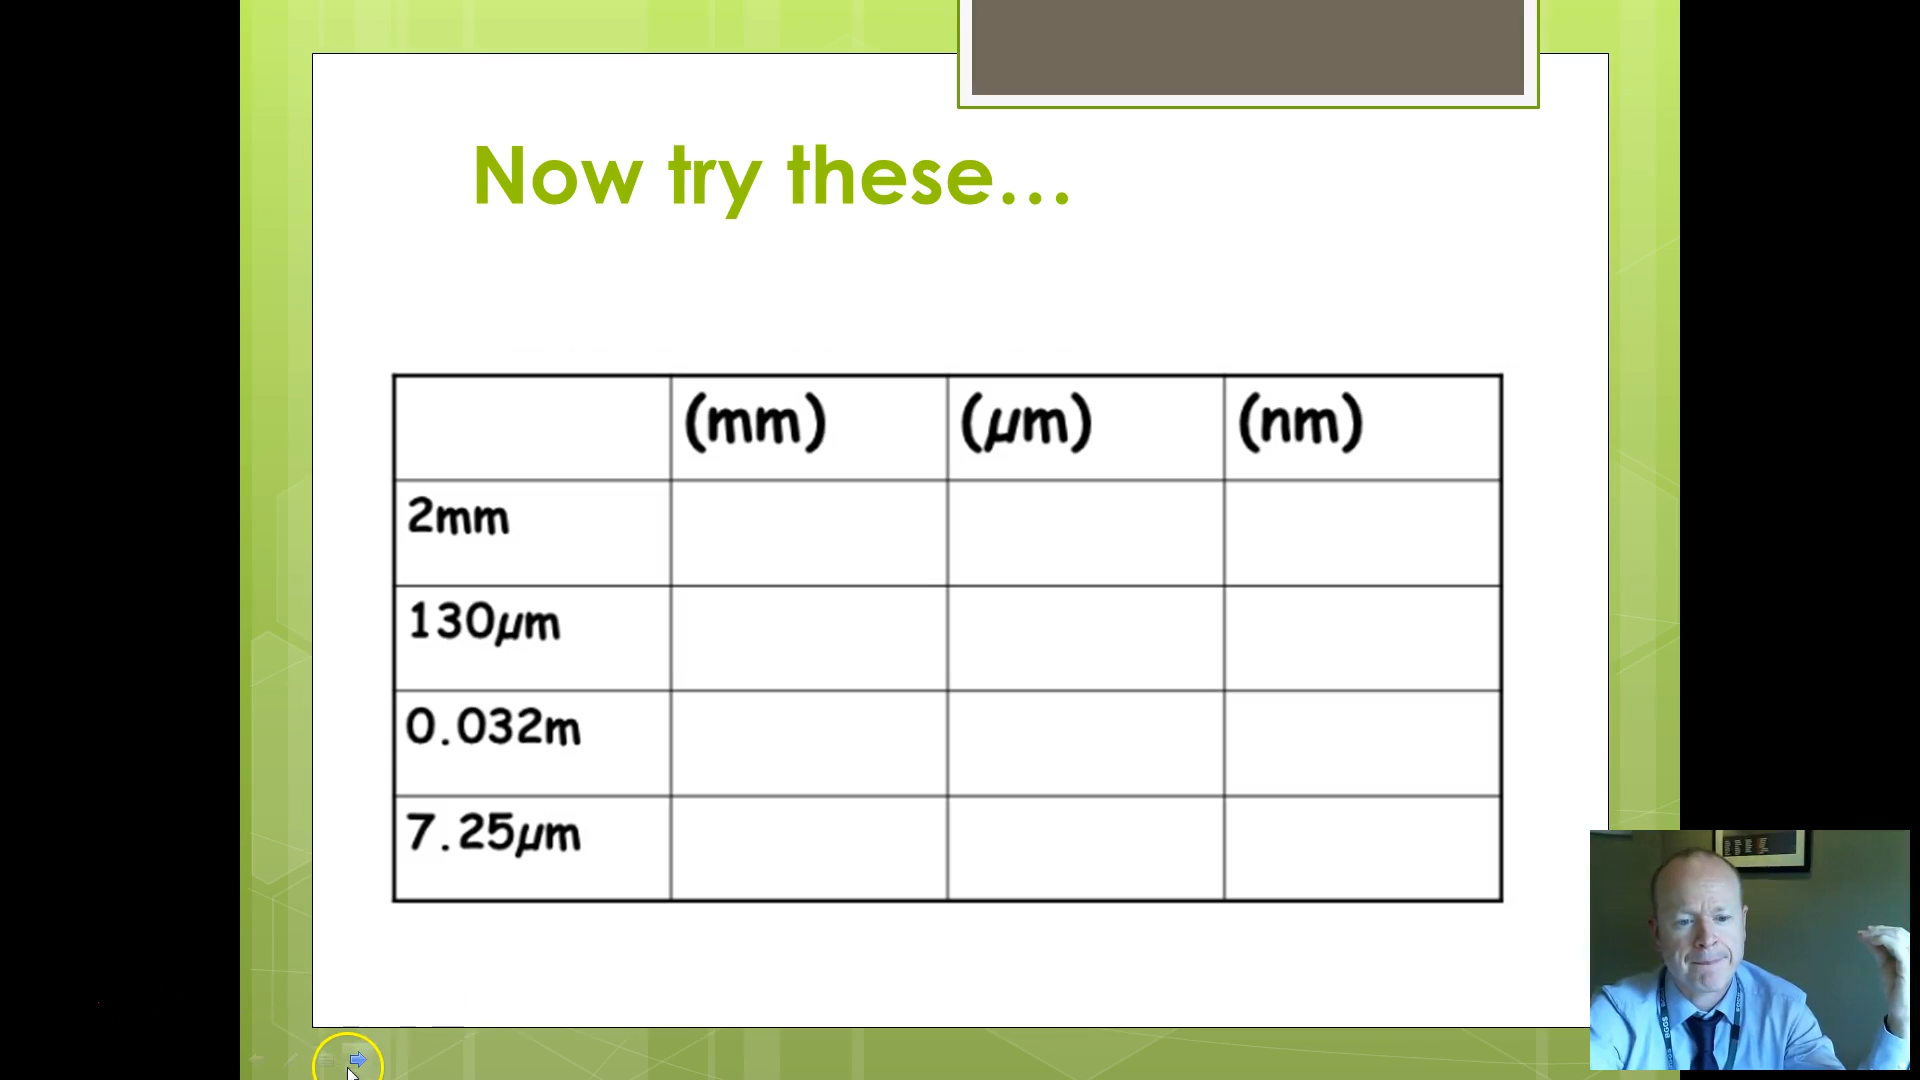 Now try these...
(mm) (µm) (nm)
2mm
130µm
0.032m
7.25µm